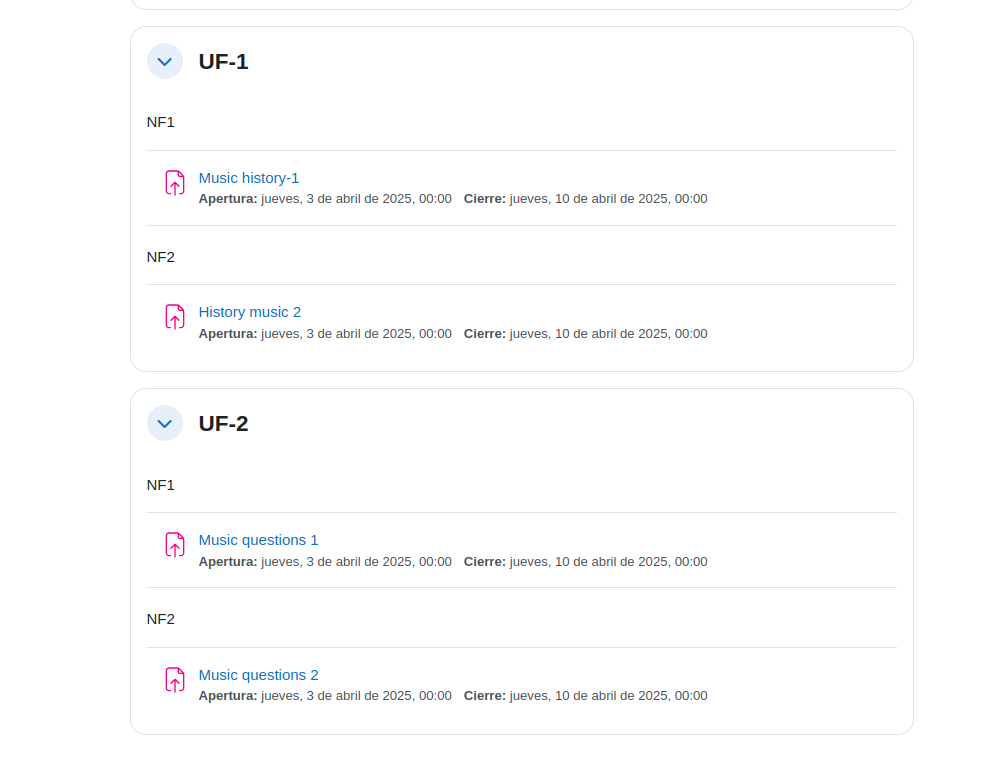 UF-1
NF1
Music history-1
Apertura: jueves, 3 de abril de 2025, 00:00 Cierre: jueves, 10 de abril de 2025, 00:00
NF2
History music 2
Apertura: jueves, 3 de abril de 2025, 00:00 Cierre: jueves, 10 de abril de 2025, 00:00
UF-2
NF1
Music questions 1
Apertura: jueves, 3 de abril de 2025, 00:00 Cierre: jueves, 10 de abril de 2025, 00:00
NF2
Music questions 2
Apertura: jueves, 3 de abril de 2025, 00:00 Cierre: jueves, 10 de abril de 2025, 00:00